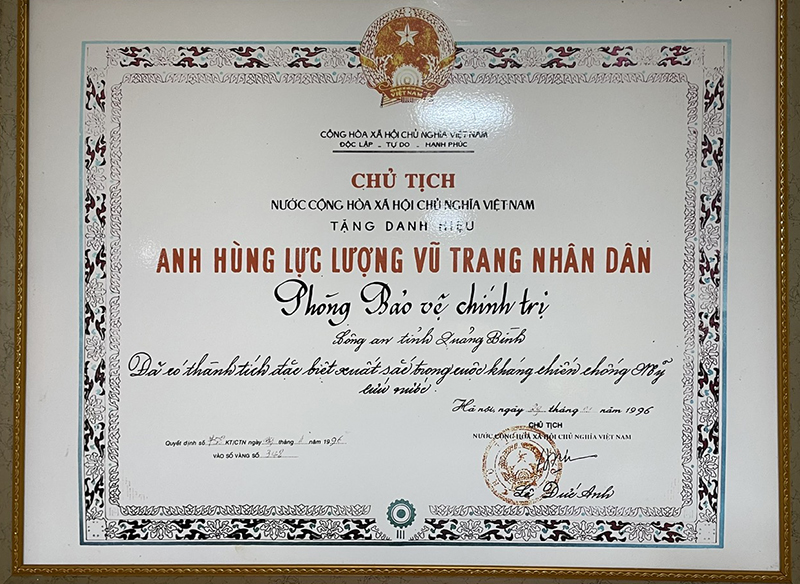 VIỆT NAM
CỘNG HÒA XÃ HỘI CHỦ NGHĨA VIỆT NAM
ĐỘC LẬP - TỰ DO - HẠNH PHÚC
CHỦ TỊCH
NƯỚC CỘNG HÒA XÃ HỘI CHỦ NGHĨA VIỆT-NAM
TẶNG DANH HIỆU
ANH HÙNG LỰC LƯỢNG VŨ TRANG NHÂN DÂN
Phòng Bảo vệ chính trị
Công an tỉnh Quảng Bình
Đã có thành tích đặc biệt xuất sắc trong cuộc kháng chiến chống Mỹ
cứu nước.
Hà nội, ngày tháng năm 1996
CHỦ TỊCH
Quyết định số KT/CTN ngày tháng năm 1996
NƯỚC CỘNG HÒA XÃ HỘI CHỦ NGHĨA VIỆT NAM
VÀO SỔ VÀNG SỐ 348
Lê Đức Anh